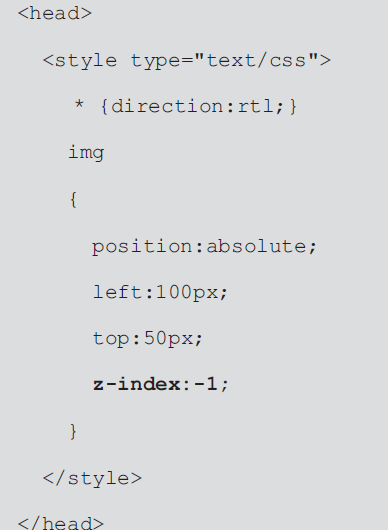 <head>
<style type="text/css">
* {direction:rtl;}
img
{
position:absolute;
left:100px;
top:50px;
z-index:-1;
}
</style>
</head>